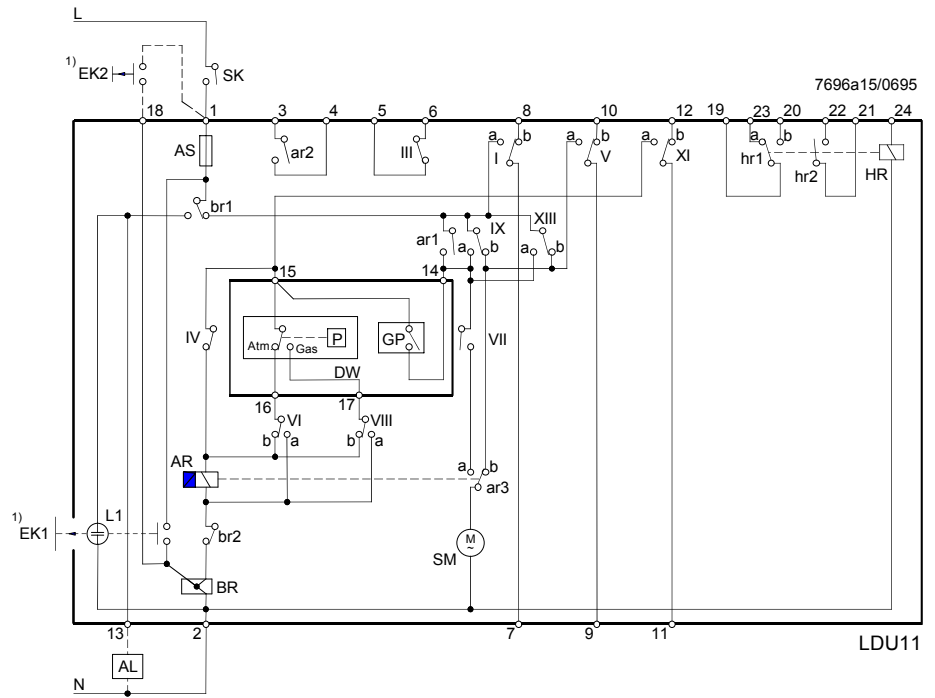 L
1) EK2
SK
7696a15/0695
18 1 3 4 5 6 8 10 12 19 23 20 22 21 24
AS
ar2
III
a b
I
a b
V
a b
XI
a b
hr1
hr2
HR
br1
ar1
IX
a b
XIII
a b
15 14
IV
Atm. Gas
P
GP
VII
DW
16 17
VI
b a
VIII
b a
AR
a b
ar3
1) EK1
L1
br2
M
~
SM
BR
13 2 7 9 11
LDU11
AL
N